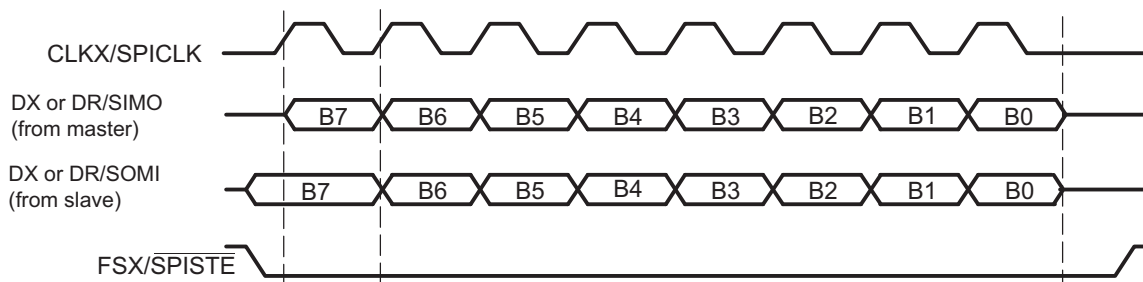 CLKX/SPICLK
DX or DR/SIMO
(from master)
B7 B6 B5 B4 B3 B2 B1 B0
DX or DR/SOMI
(from slave)
B7 B6 B5 B4 B3 B2 B1 B0
FSX/SPISTE